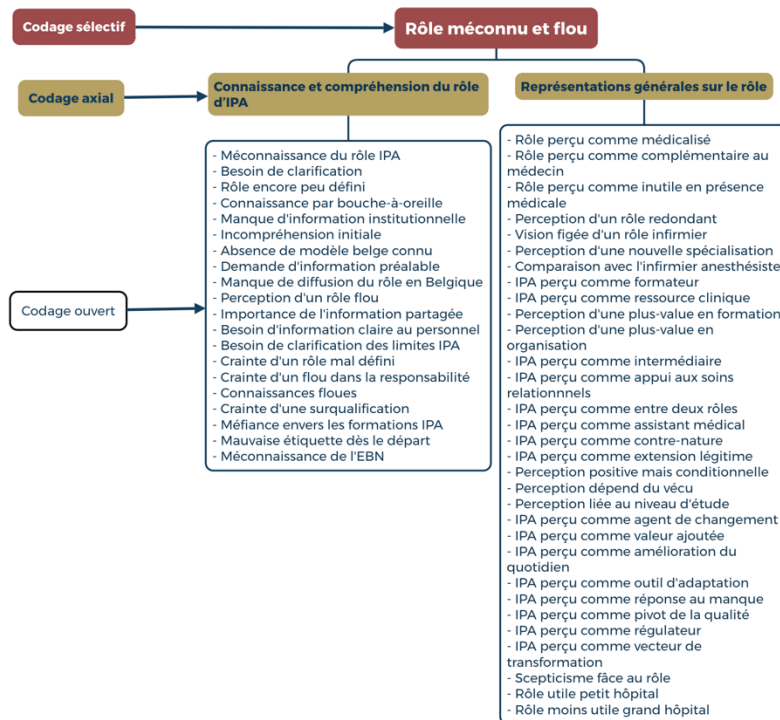 Codage sélectif
Rôle méconnu et flou
Codage axial
Connaissance et compréhension du rôle
d'IPA
Représentations générales sur le rôle
Codage ouvert
- Méconnaissance du rôle IPA
- Besoin de clarification
- Rôle encore peu défini
- Connaissance par bouche-à-oreille
- Manque d'information institutionnelle
- Incompréhension initiale
- Absence de modèle belge connu
- Demande d'information préalable
- Manque de diffusion du rôle en Belgique
- Perception d'un rôle flou
- Importance de l'information partagée
- Besoin d'information claire au personnel
- Besoin de clarification des limites IPA
- Crainte d'un rôle mal défini
- Crainte d'un flou dans la responsabilité
- Connaissances floues
- Crainte d'une surqualification
- Méfiance envers les formations IPA
- Mauvaise étiquette dès le départ
- Méconnaissance de l'EBN
- Rôle perçu comme médicalisé
- Rôle perçu comme complémentaire au
médecin
- Rôle perçu comme inutile en présence
médicale
- Perception d'un rôle redondant
- Vision figée d'un rôle infirmier
- Perception d'une nouvelle spécialisation
- Comparaison avec l'infirmier anesthésiste
- IPA perçu comme formateur
- IPA perçu comme ressource clinique
- Perception d'une plus-value en formation
- Perception d'une plus-value en
organisation
- IPA perçu comme intermédiaire
- IPA perçu comme appui aux soins
relationnnels
- IPA perçu comme entre deux rôles
- IPA perçu comme assistant médical
- IPA perçu comme contre-nature
- IPA perçu comme extension légitime
- Perception positive mais conditionnelle
- Perception dépend du vécu
- Perception liée au niveau d'étude
- IPA perçu comme agent de changement
- IPA perçu comme valeur ajoutée
- IPA perçu comme amélioration du
quotidien
- IPA perçu comme outil d'adaptation
- IPA perçu comme réponse au manque
- IPA perçu comme pivot de la qualité
- IPA perçu comme régulateur
- IPA perçu comme vecteur de
transformation
- Scepticisme fâce au rôle
- Rôle utile petit hôpital
- Rôle moins utile grand hôpital